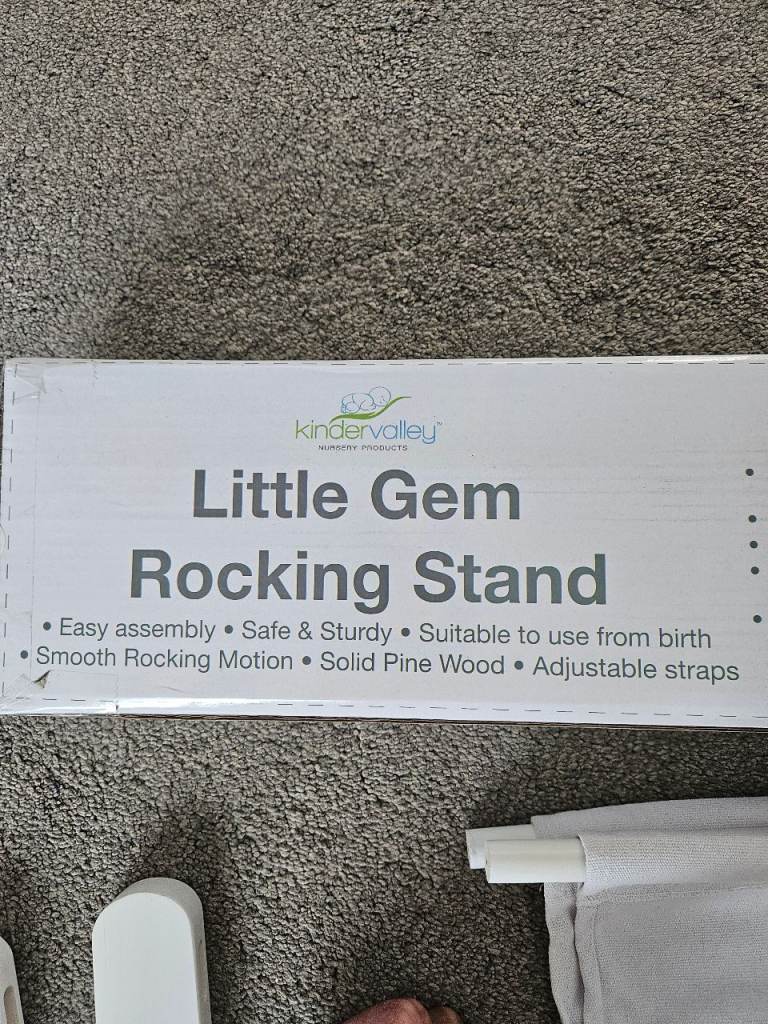 kindervalley™
NURSERY PRODUCTS
Little Gem
Rocking Stand
• Easy assembly • Safe & Sturdy • Suitable to use from birth
• Smooth Rocking Motion • Solid Pine Wood • Adjustable straps